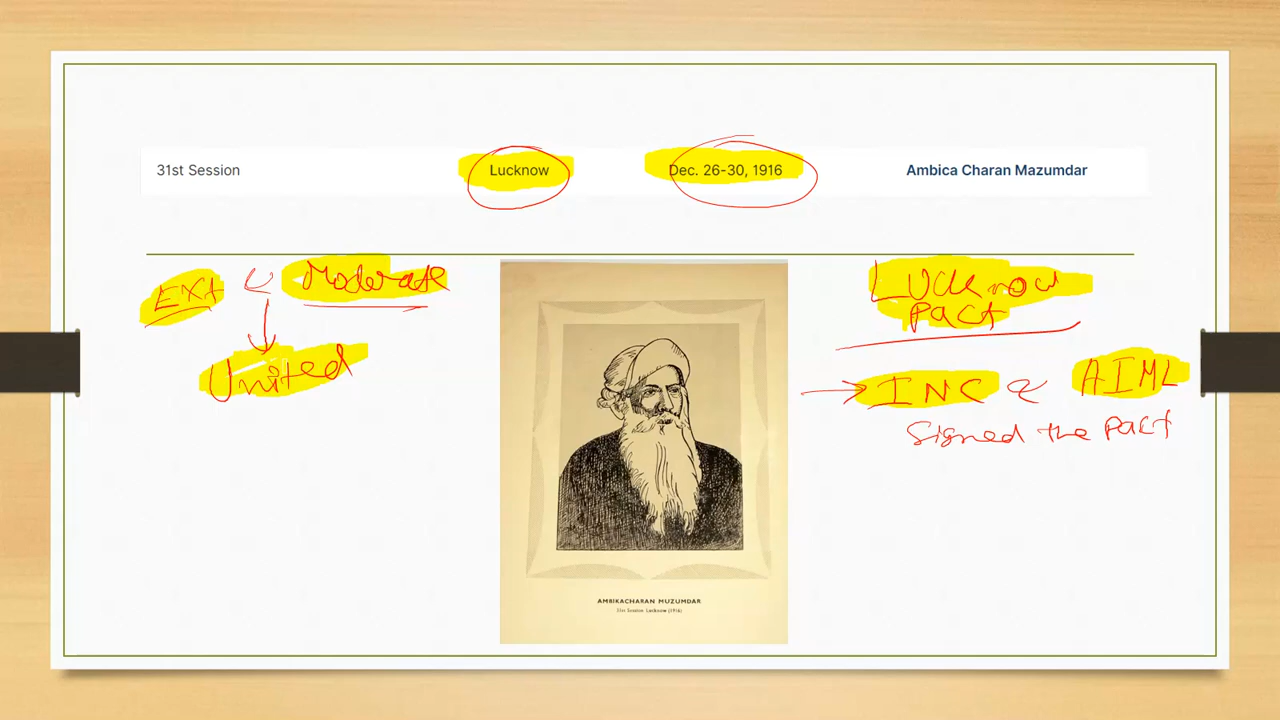 31st Session Lucknow Dec. 26-30, 1916 Ambica Charan Mazumdar
Ext & Moderate
United
Lucknow
Pact
INC & AIML
Signed the pact
AMBIKACHARAN MUZUMDAR
31st Session Lucknow (1916)